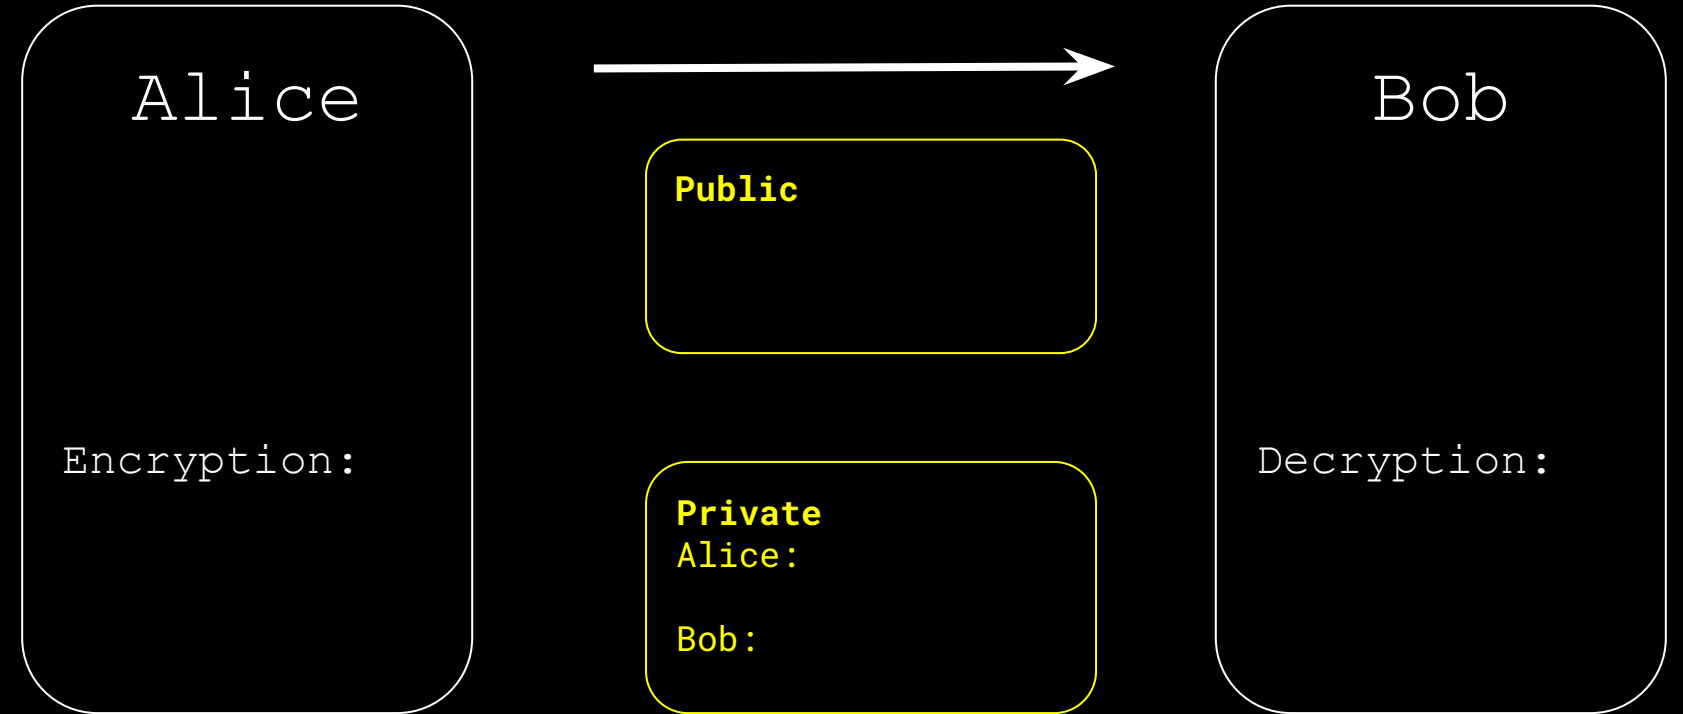 Alice
Encryption:
Public
Private
Alice:
Bob:
Bob
Decryption: